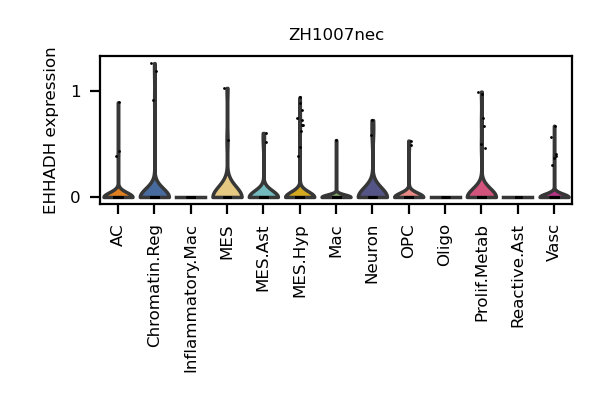 ZH1007nec
EHHADH expression
1
0
AC
Chromatin.Reg
Inflammatory.Mac
MES
MES.Ast
MES.Hyp
Mac
Neuron
OPC
Oligo
Prolif.Metab
Reactive.Ast
Vasc